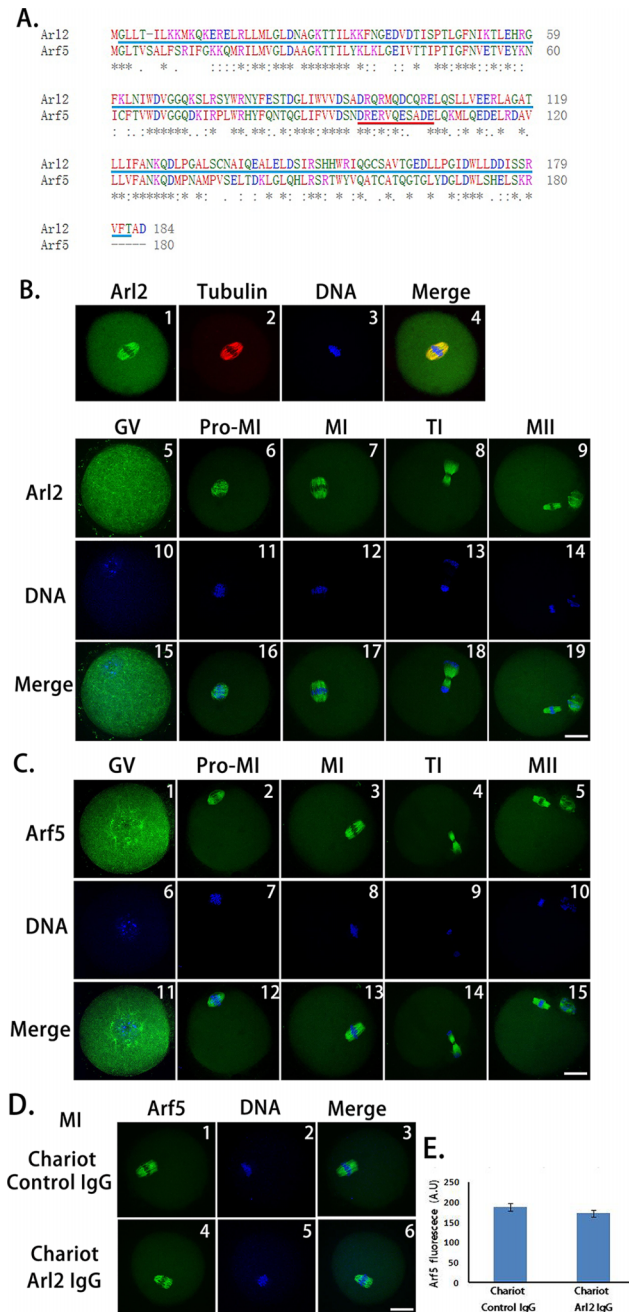 A.
Arl2 MGLLT-ILKKMKQKERELRLLMLGLDNAGKTTILKKFNGEDVDTISPTLGFNIKTLEHRG 59
Arf5 MGLTVSALFSRIFGKKQMRILMVGLDAAGKTTILYKLKLGEIVTTIPTIGFNVETVEYKN 60
Arl2 FKLNIWDVGGQKSLRSYWRNYFESTDGLIWVVDSADRQRMQDCQRELQSLLVEERLAGAT 119
Arf5 ICFTVWDVGGQDKIRPLWRHYFQNTQGLIFVVDSNDRERVQESADELQKMLQEDELRDAV 120
Arl2 LLIFANKQDLPGALSCNAIQEALELDSIRSHHWRIQGCSAVTGEDLLPGIDWLLDDISSR 179
Arf5 LLVFANKQDMPNAMPVSELTDKLGLQHLRSRTWYVQATCATQGTGLYDGLDWLSHELSKR 180
Arl2 VFTAD 184
Arf5 ----- 180
B.
Arl2 Tubulin DNA Merge
1 2 3 4
GV Pro-MI MI TI MII
Arl2 5 6 7 8 9
DNA 10 11 12 13 14
Merge 15 16 17 18 19
C.
GV Pro-MI MI TI MII
Arf5 1 2 3 4 5
DNA 6 7 8 9 10
Merge 11 12 13 14 15
D.
MI Arf5 DNA Merge
Chariot
Control IgG
1 2 3
Chariot
Arl2 IgG
4 5 6
E.
Arf5 fluorescece (A.U)
250
200
150
100
50
0
Chariot Chariot
Control IgG Arl2 IgG